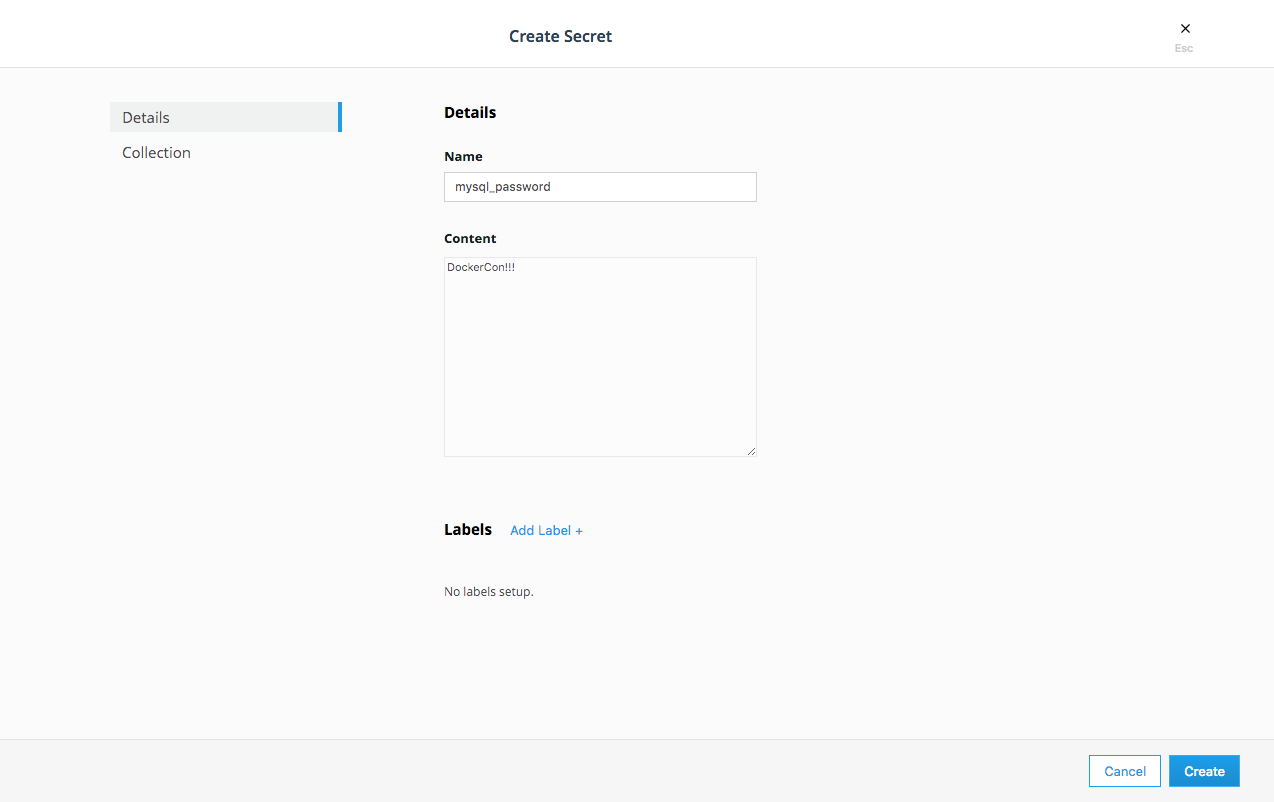 Create Secret
×
Esc
Details
Collection
Details
Name
mysql_password
Content
DockerCon!!!
Labels Add Label +
No labels setup.
Cancel Create